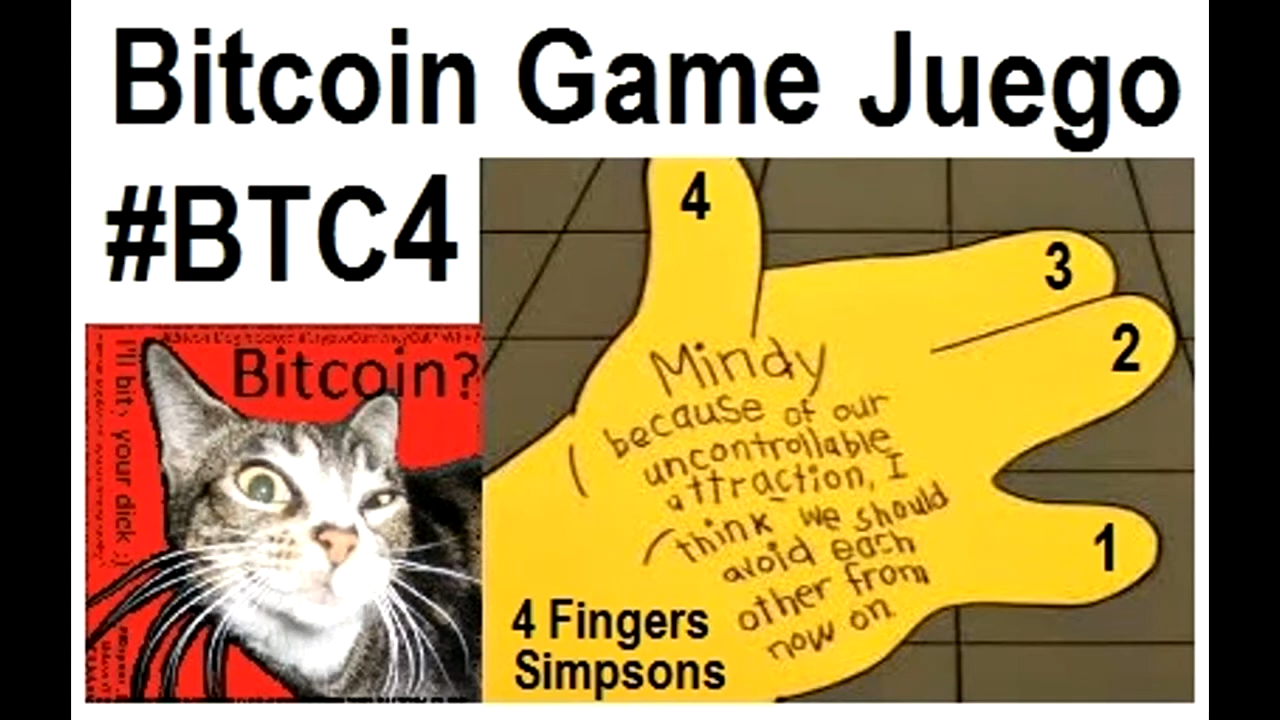 Bitcoin Game Juego
#BTC4
Bitcoin?
I'll bit, your dick :)
4
3
2
1
Mindy
because of our
uncontrollable
attraction, I
think we should
avoid each
other from
now on
4 Fingers
Simpsons